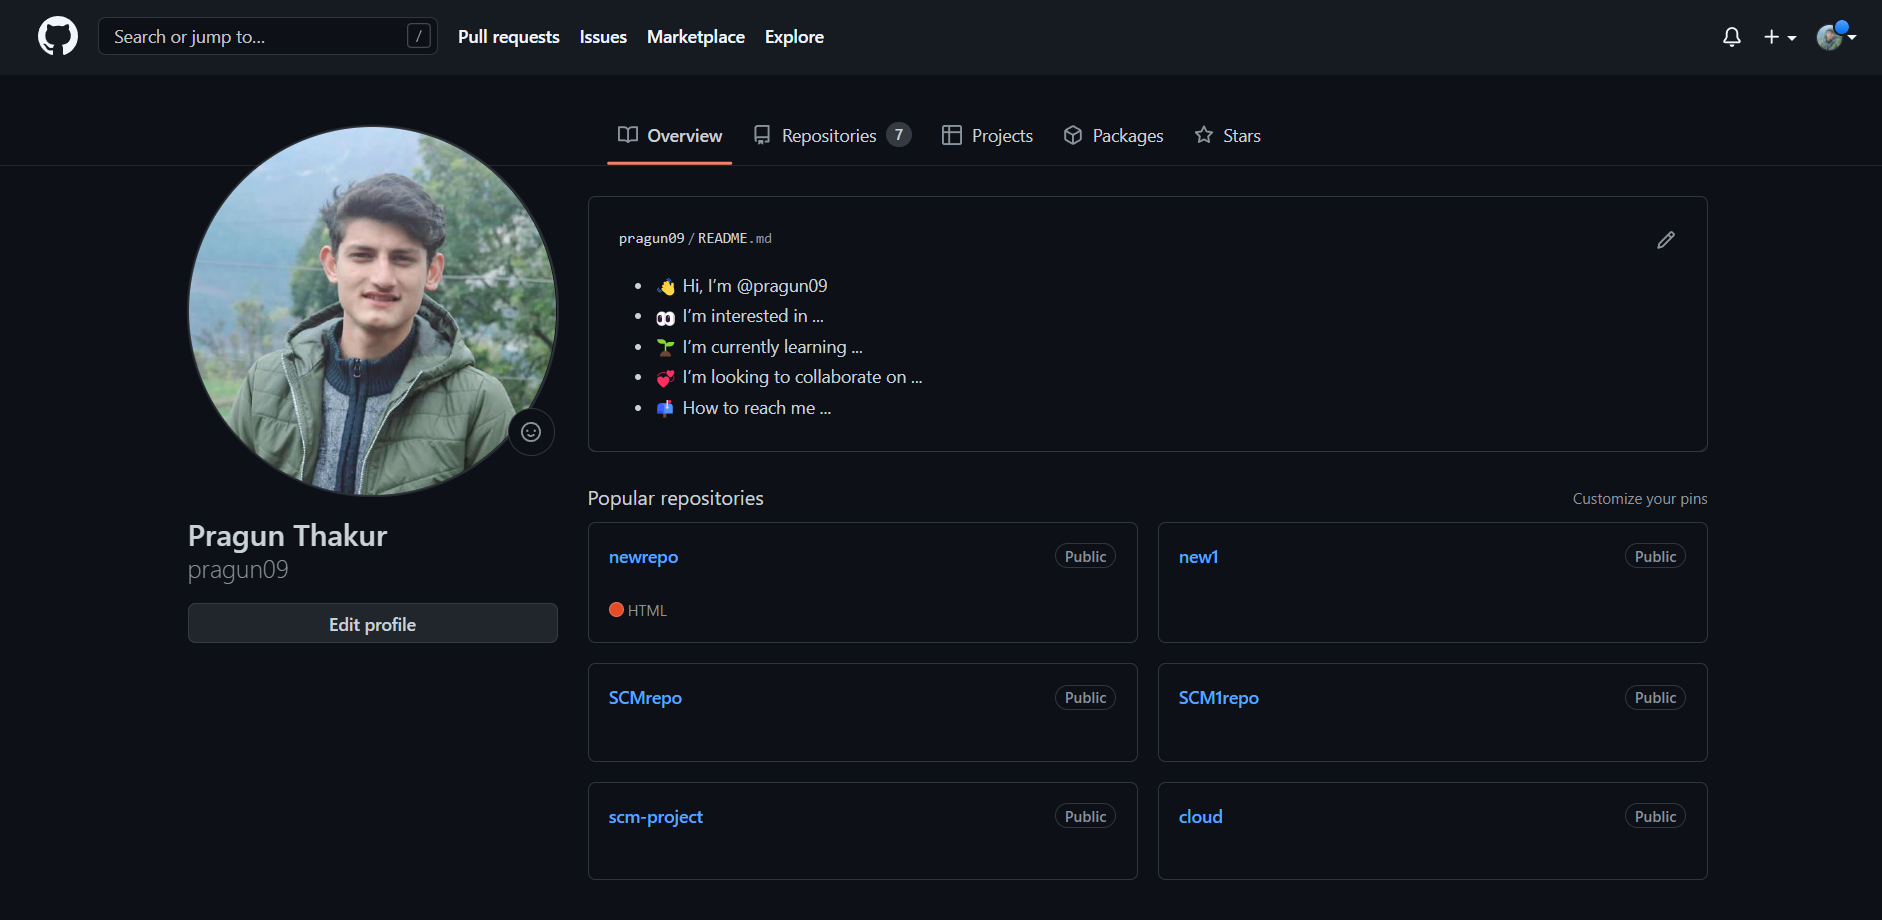 Search or jump to... /
Pull requests Issues Marketplace Explore
Overview Repositories 7 Projects Packages Stars
pragun09/README.md
👋 Hi, I’m @pragun09
👀 I’m interested in ...
🌱 I’m currently learning ...
💞️ I’m looking to collaborate on ...
📫 How to reach me ...
Pragun Thakur
pragun09
Edit profile
Popular repositories
Customize your pins
newrepo Public
HTML
new1 Public
SCMrepo Public
SCM1repo Public
scm-project Public
cloud Public